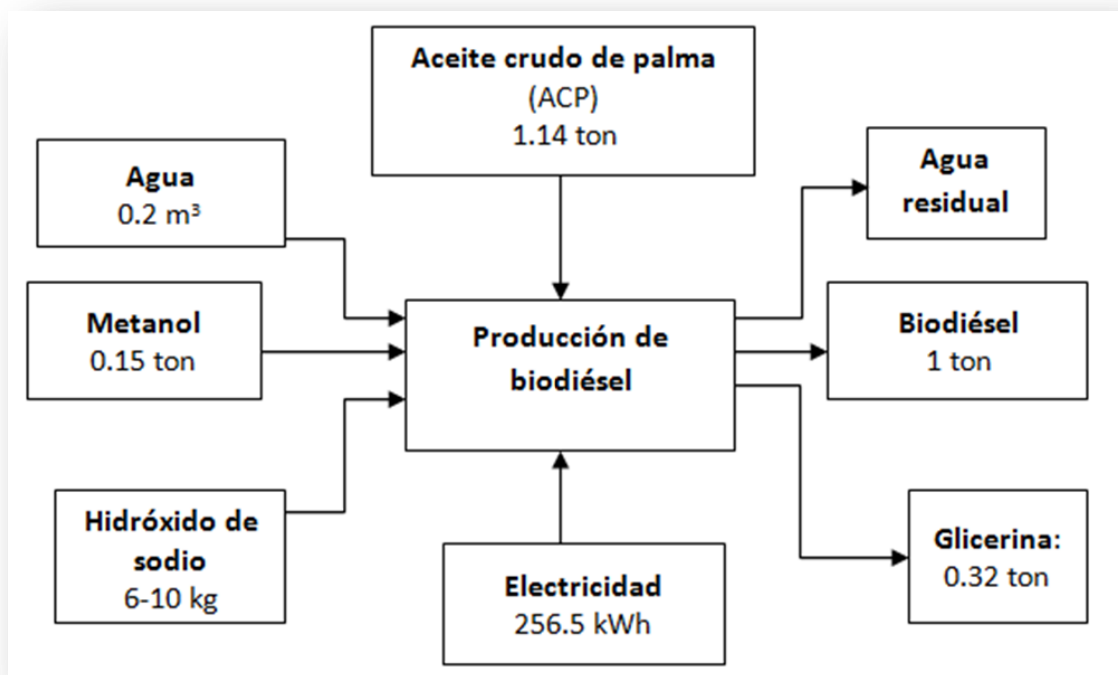 Aceite crudo de palma
(ACP)
1.14 ton
Agua
0.2 m³
Agua
residual
Metanol
0.15 ton
Producción de
biodiésel
Biodiésel
1 ton
Hidróxido de
sodio
6-10 kg
Electricidad
256.5 kWh
Glicerina:
0.32 ton